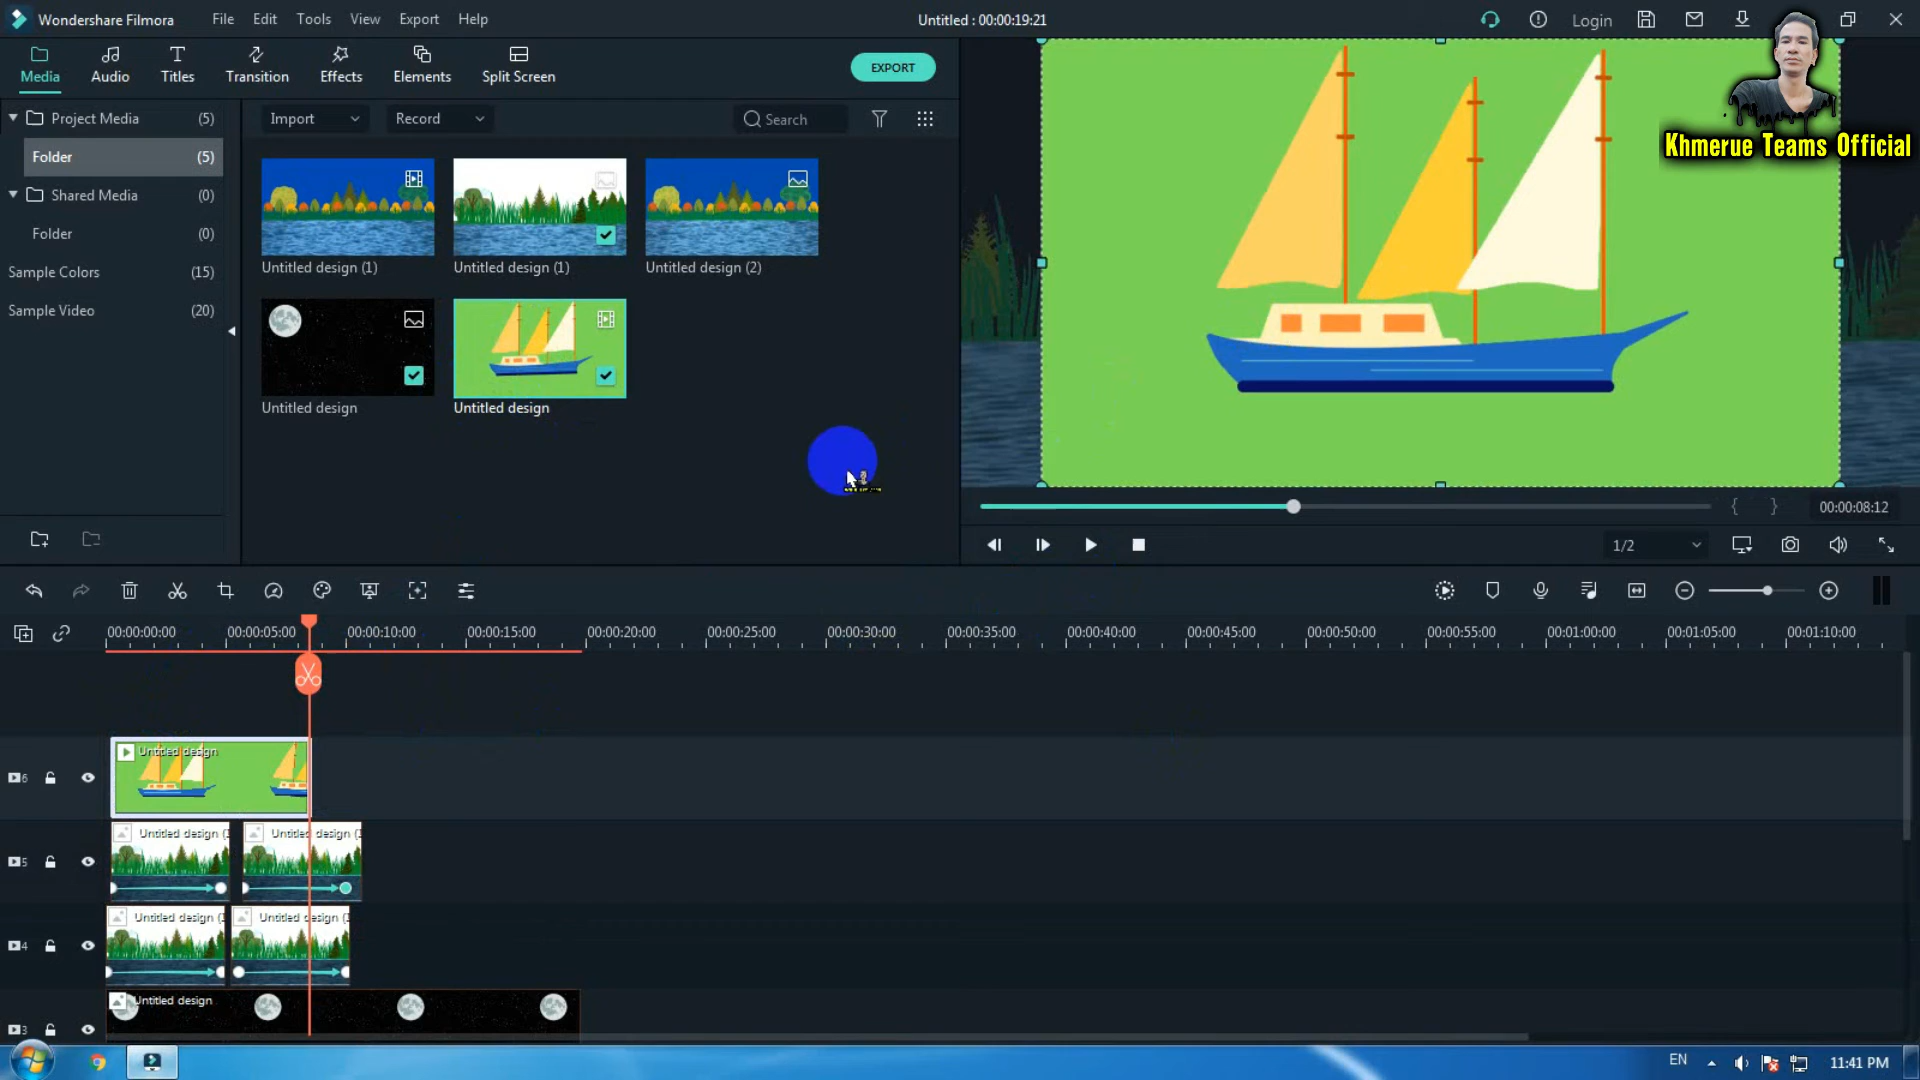 Wondershare Filmora
File
Edit
Tools
View
Export
Help
Untitled : 00:00:19:21
Login
Media
Audio
Titles
Transition
Effects
Elements
Split Screen
EXPORT
Project Media (5)
Folder (5)
Shared Media (0)
Folder (0)
Sample Colors (15)
Sample Video (20)
Import
Record
Search
Untitled design (1)
Untitled design (1)
Untitled design (2)
Untitled design
Untitled design
Khmerue Teams Official
{ }
00:00:08:12
1/2
00:00:00:00
00:00:05:00
00:00:10:00
00:00:15:00
00:00:20:00
00:00:25:00
00:00:30:00
00:00:35:00
00:00:40:00
00:00:45:00
00:00:50:00
00:00:55:00
00:01:00:00
00:01:05:00
00:01:10:00
6
Untitled design
5
Untitled design (
Untitled design (
4
Untitled design (
Untitled design (
3
Untitled design
EN
11:41 PM